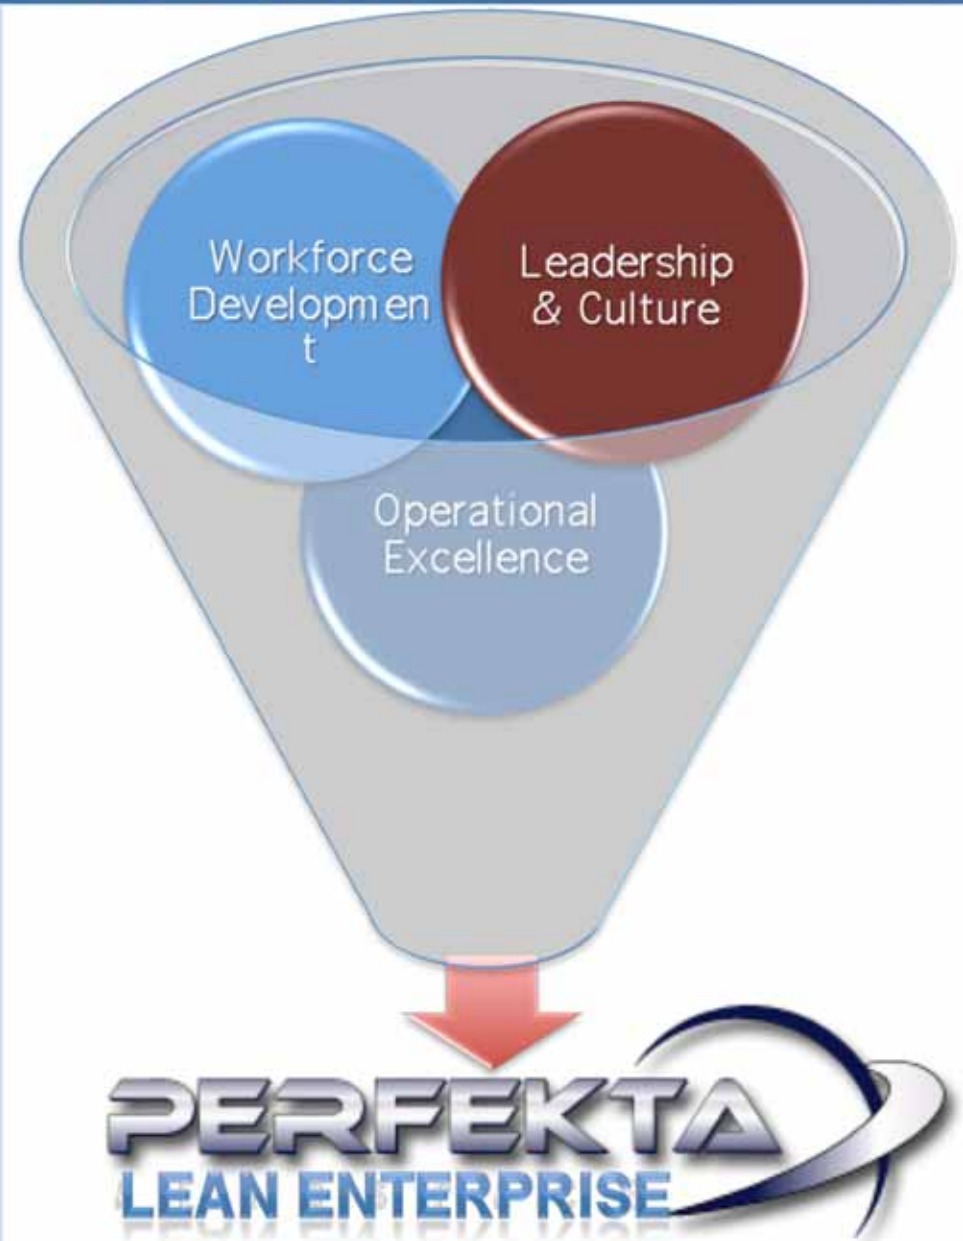 Workforce
Developmen
t
Leadership
& Culture
Operational
Excellence
PERFEKTA
LEAN ENTERPRISE